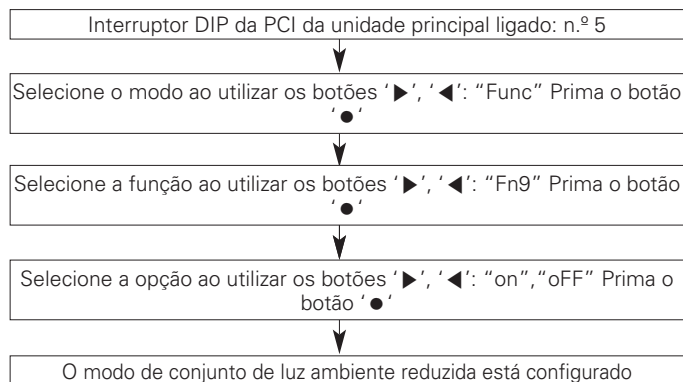 Interruptor DIP da PCI da unidade principal ligado: n.º 5
Selecione o modo ao utilizar os botões ‘▶’, ‘◀’: “Func” Prima o botão
‘ ● ‘
Selecione a função ao utilizar os botões ‘▶’, ‘◀’: “Fn9” Prima o botão
‘ ● ‘
Selecione a opção ao utilizar os botões ‘▶’, ‘◀’: “on”,“oFF” Prima o
botão ‘ ● ‘
O modo de conjunto de luz ambiente reduzida está configurado